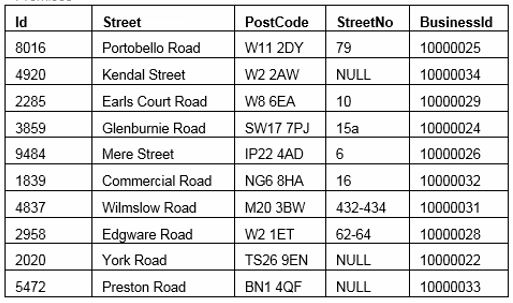 Id Street PostCode StreetNo BusinessId
8016 Portobello Road W11 2DY 79 10000025
4920 Kendal Street W2 2AW NULL 10000034
2285 Earls Court Road W8 6EA 10 10000029
3859 Glenburnie Road SW17 7PJ 15a 10000024
9484 Mere Street IP22 4AD 6 10000026
1839 Commercial Road NG6 8HA 16 10000032
4837 Wilmslow Road M20 3BW 432-434 10000031
2958 Edgware Road W2 1ET 62-64 10000028
2020 York Road TS26 9EN NULL 10000022
5472 Preston Road BN1 4QF NULL 10000033